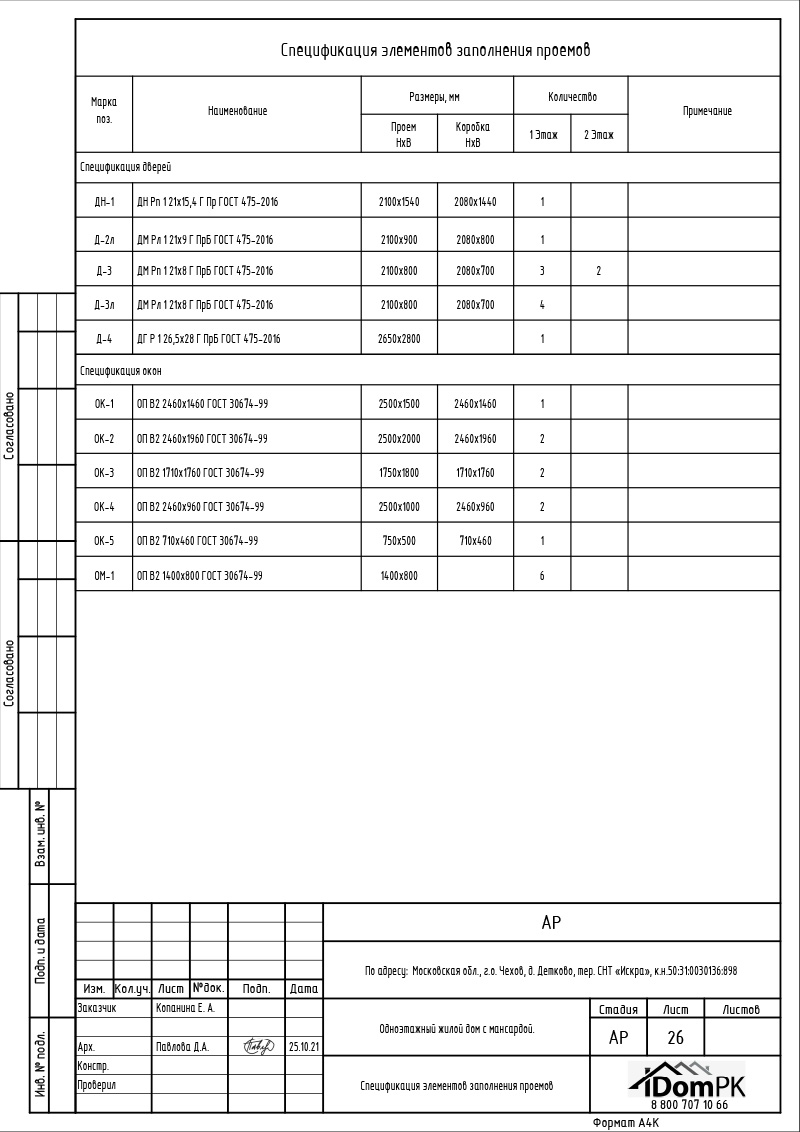 Спецификация элементов заполнения проемов
Марка поз. Наименование Размеры, мм Количество Примечание
Проем НхВ Коробка НхВ 1 Этаж 2 Этаж
Спецификация дверей
ДН-1 ДН Рп 1 21х15,4 Г Пр ГОСТ 475-2016 2100х1540 2080х1440 1
Д-2л ДМ Рл 1 21х9 Г ПрБ ГОСТ 475-2016 2100х900 2080х800 1
Д-3 ДМ Рп 1 21х8 Г ПрБ ГОСТ 475-2016 2100х800 2080х700 3 2
Д-3л ДМ Рл 1 21х8 Г ПрБ ГОСТ 475-2016 2100х800 2080х700 4
Д-4 ДГ Р 1 26,5х28 Г ПрБ ГОСТ 475-2016 2650х2800 1
Спецификация окон
ОК-1 ОП В2 2460х1460 ГОСТ 30674-99 2500х1500 2460х1460 1
ОК-2 ОП В2 2460х1960 ГОСТ 30674-99 2500х2000 2460х1960 2
ОК-3 ОП В2 1710х1760 ГОСТ 30674-99 1750х1800 1710х1760 2
ОК-4 ОП В2 2460х960 ГОСТ 30674-99 2500х1000 2460х960 2
ОК-5 ОП В2 710х460 ГОСТ 30674-99 750х500 710х460 1
ОМ-1 ОП В2 1400х800 ГОСТ 30674-99 1400х800 6
Согласовано
Согласовано
Взам. инв. №
Подп. и дата
Инв. № подл.
АР
По адресу: Московская обл., г.о. Чехов, д. Детково, тер. СНТ «Искра», к.н.50:31:0030136:898
Изм. Кол.уч. Лист №док. Подп. Дата
Заказчик Копанина Е. А.
Одноэтажный жилой дом с мансардой.
Стадия Лист Листов
АР 26
Арх. Павлова Д.А. 25.10.21
Констр.
Проверил
Спецификация элементов заполнения проемов
iDomPK
8 800 707 10 66
Формат А4К